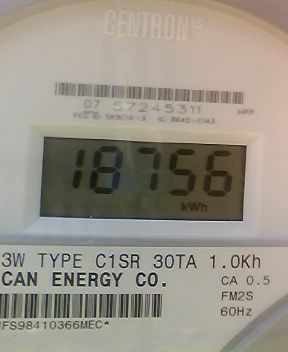 CENTRON®
07 57245311 HPP
18756
kWh
3W TYPE C1SR 30TA 1.0Kh
CAN ENERGY CO. CA 0.5
FM2S
60Hz
FS98410366MEC*